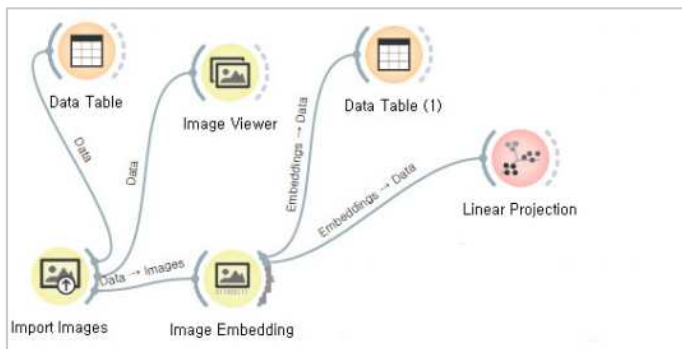 Data Table
Image Viewer
Data Table (1)
Linear Projection
Data
Data
Embeddings → Data
Embeddings → Data
Data → Images
Import Images
Image Embedding